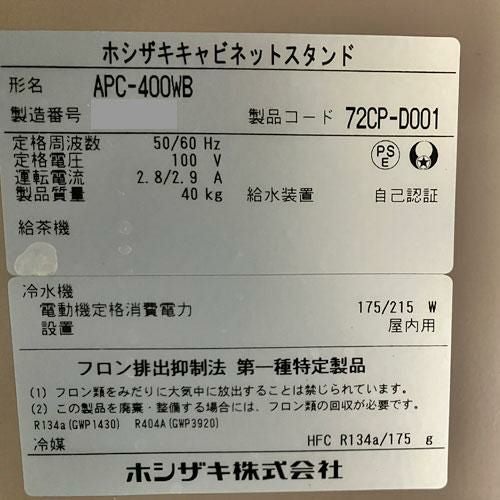 ホシザキキャビネットスタンド
形名 APC-400WB
製造番号 製品コード 72CP-D001
定格周波数 50/60 Hz
定格電圧 100 V
運転電流 2.8/2.9 A
製品質量 40 kg 給水装置 自己認証
PSE
給茶機
冷水機
電動機定格消費電力 175/215 W
設置 屋内用
フロン排出抑制法 第一種特定製品
(1) フロン類をみだりに大気中に放出することは禁じられています。
(2) この製品を廃棄・整備する場合には、フロン類の回収が必要です。
R134a(GWP1430) R404A(GWP3920)
冷媒 HFC R134a/175 g
ホシザキ株式会社